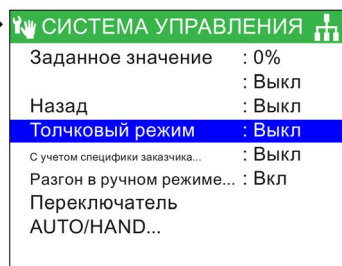 СИСТЕМА УПРАВЛЕНИЯ
Заданное значение : 0%
: Выкл
Назад : Выкл
Толчковый режим : Выкл
С учетом специфики заказчика... : Выкл
Разгон в ручном режиме... : Вкл
Переключатель
AUTO/HAND...